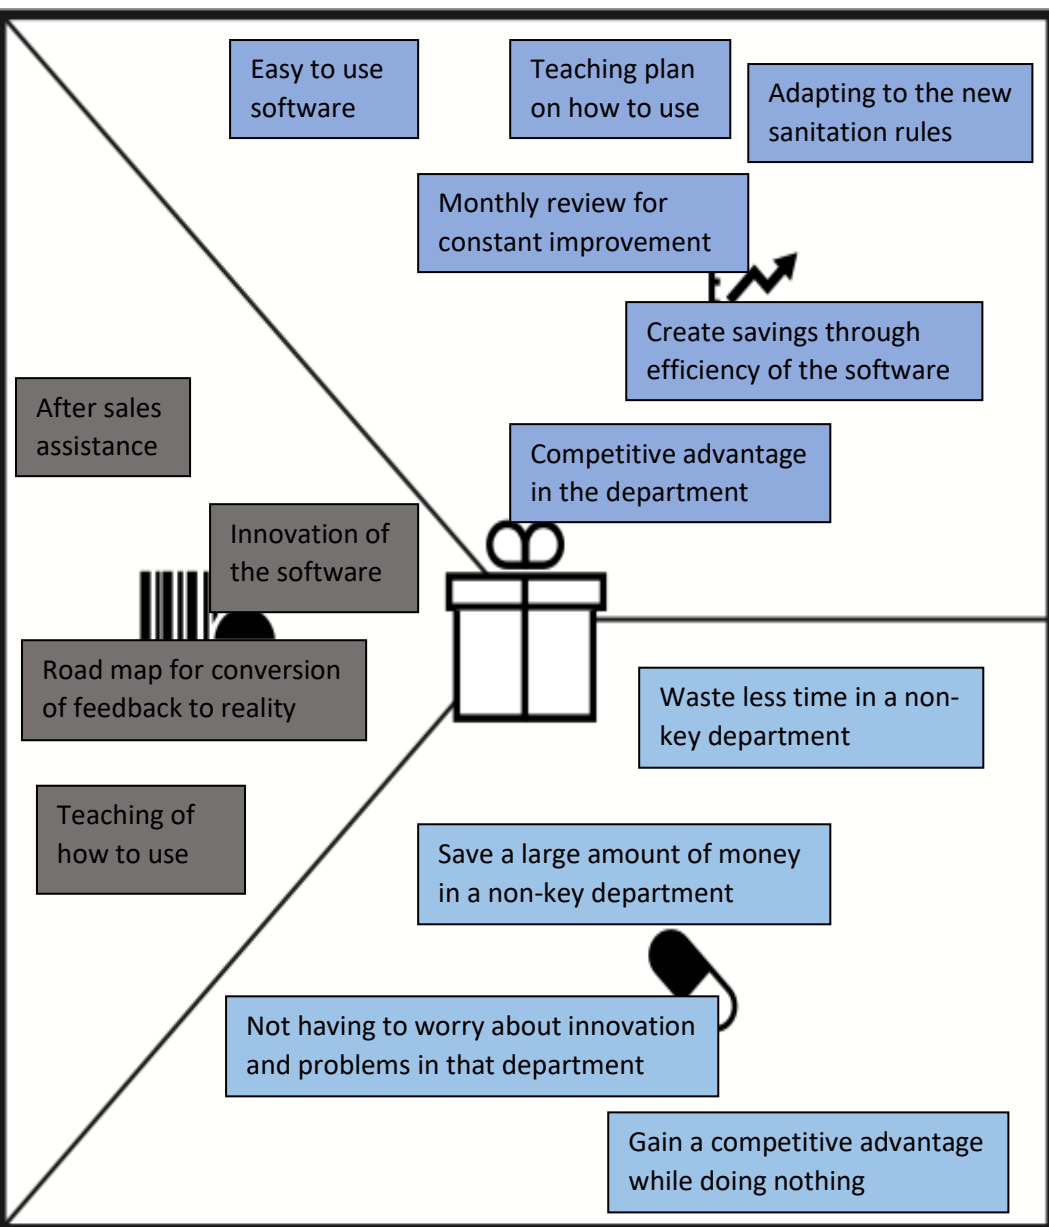 Easy to use
software
Teaching plan
on how to use
Adapting to the new
sanitation rules
Monthly review for
constant improvement
Create savings through
efficiency of the software
Competitive advantage
in the department
After sales
assistance
Innovation of
the software
Road map for conversion
of feedback to reality
Teaching of
how to use
Waste less time in a non-
key department
Save a large amount of money
in a non-key department
Not having to worry about innovation
and problems in that department
Gain a competitive advantage
while doing nothing